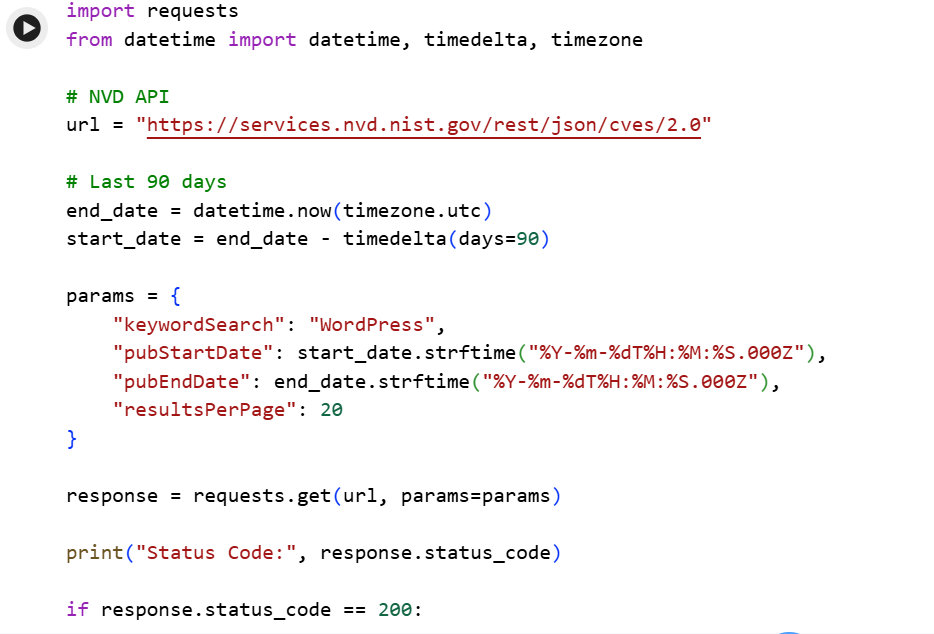 import requests
from datetime import datetime, timedelta, timezone
# NVD API
url = "https://services.nvd.nist.gov/rest/json/cves/2.0"
# Last 90 days
end_date = datetime.now(timezone.utc)
start_date = end_date - timedelta(days=90)
params = {
    "keywordSearch": "WordPress",
    "pubStartDate": start_date.strftime("%Y-%m-%dT%H:%M:%S.000Z"),
    "pubEndDate": end_date.strftime("%Y-%m-%dT%H:%M:%S.000Z"),
    "resultsPerPage": 20
}
response = requests.get(url, params=params)
print("Status Code:", response.status_code)
if response.status_code == 200: